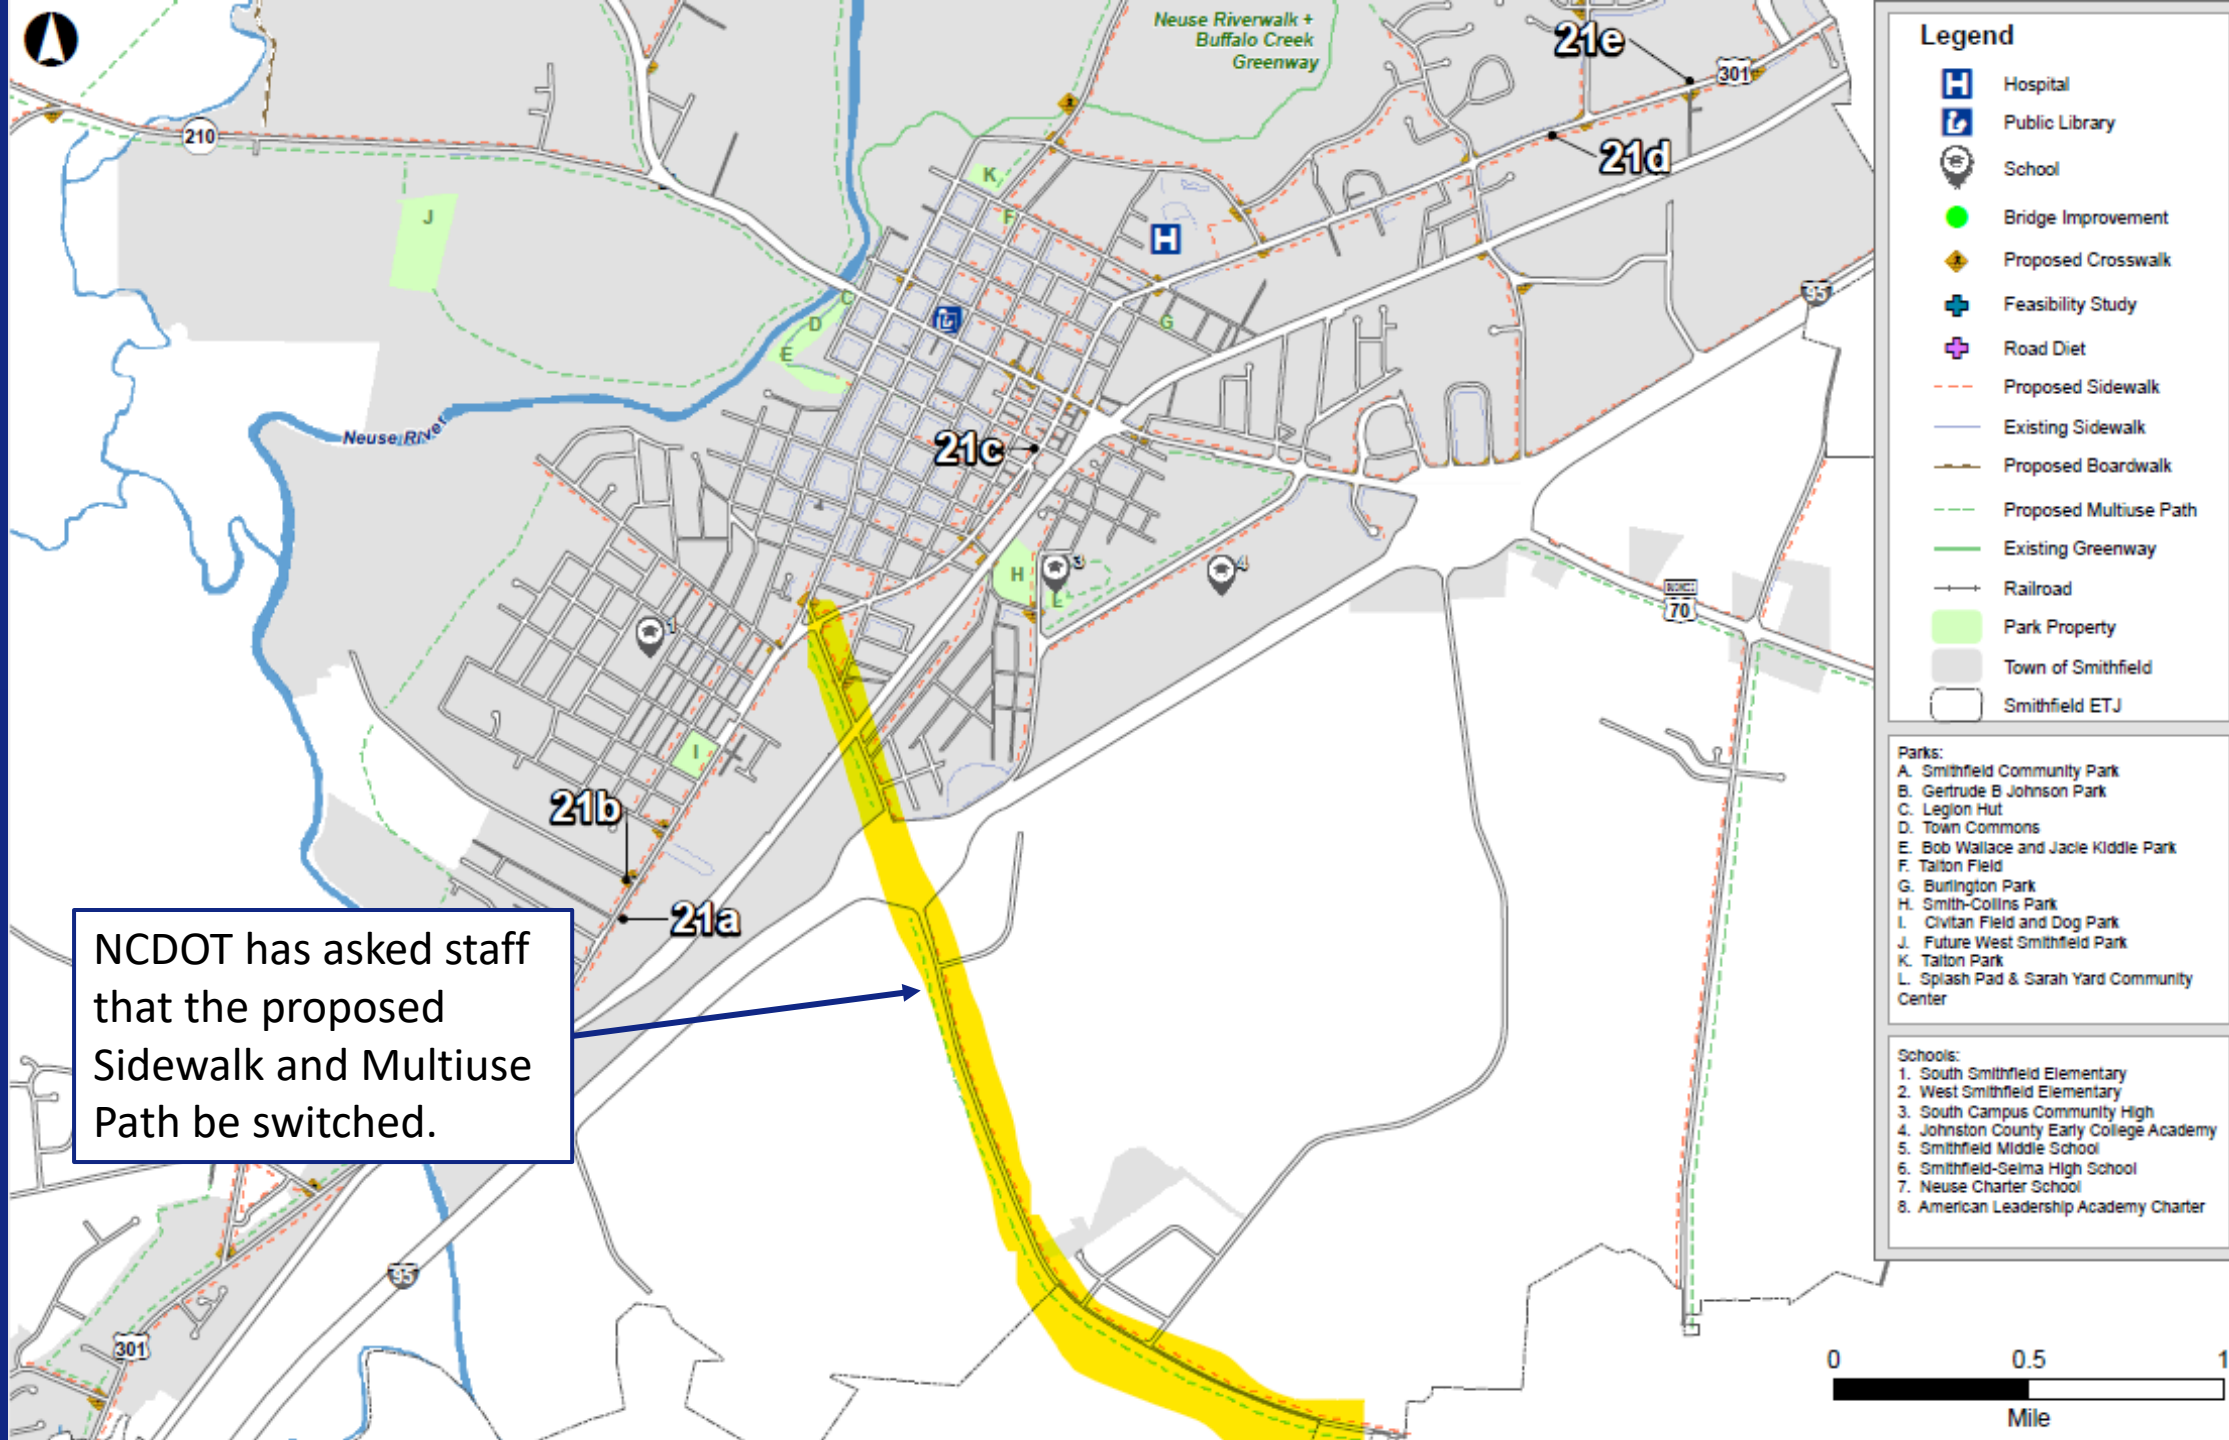 Neuse Riverwalk +
Buffalo Creek
Greenway
21e
301
210
21d
K
J
F
H
95
C
D
G
E
Neuse River
21c
H
3
4
L
1
BUSINESS
70
I
21b
21a
NCDOT has asked staff
that the proposed
Sidewalk and Multiuse
Path be switched.
95
301
Legend
H Hospital
Public Library
School
Bridge Improvement
Proposed Crosswalk
Feasibility Study
Road Diet
Proposed Sidewalk
Existing Sidewalk
Proposed Boardwalk
Proposed Multiuse Path
Existing Greenway
Railroad
Park Property
Town of Smithfield
Smithfield ETJ
Parks:
A. Smithfield Community Park
B. Gertrude B Johnson Park
C. Legion Hut
D. Town Commons
E. Bob Wallace and Jacie Kiddie Park
F. Talton Field
G. Burlington Park
H. Smith-Collins Park
I. Civitan Field and Dog Park
J. Future West Smithfield Park
K. Talton Park
L. Splash Pad & Sarah Yard Community
Center
Schools:
1. South Smithfield Elementary
2. West Smithfield Elementary
3. South Campus Community High
4. Johnston County Early College Academy
5. Smithfield Middle School
6. Smithfield-Selma High School
7. Neuse Charter School
8. American Leadership Academy Charter
0 0.5 1
Mile